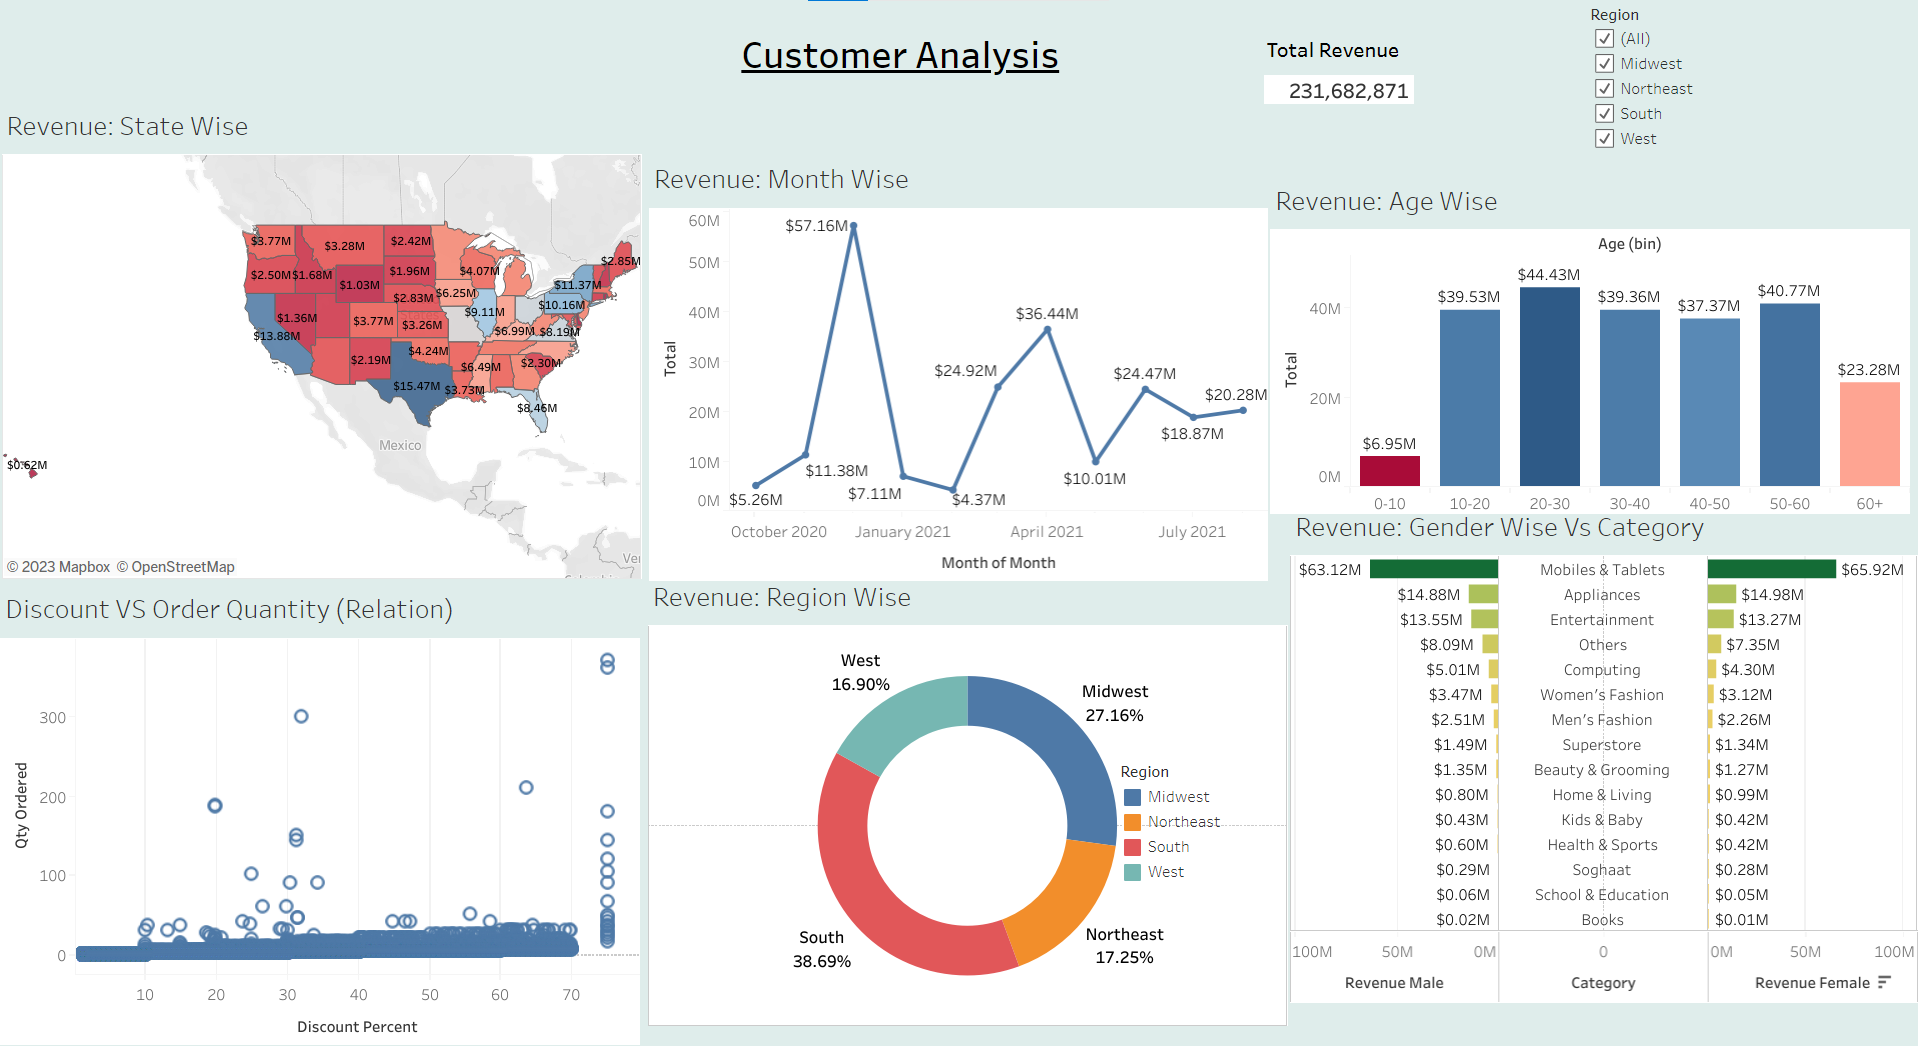 Customer Analysis
Total Revenue
231,682,871
Region
(All)
Midwest
Northeast
South
West
Revenue: State Wise
$3.77M
$3.28M
$2.42M
$2.85M
$2.50M
$1.68M
$1.03M
$1.96M
$4.07M
$11.37M
$2.83M
$6.25M
$10.16M
$1.36M
$3.77M
$3.26M
$9.11M
$13.88M
$6.99M
$8.19M
$2.19M
$4.24M
$6.49M
$2.30M
$15.47M
$3.73M
$8.46M
Mexico
$0.62M
© 2023 Mapbox © OpenStreetMap
Revenue: Month Wise
Total
60M
50M
40M
30M
20M
10M
0M
$57.16M
$36.44M
$24.92M
$24.47M
$20.28M
$18.87M
$11.38M
$10.01M
$7.11M
$5.26M
$4.37M
October 2020
January 2021
April 2021
July 2021
Month of Month
Revenue: Age Wise
Age (bin)
Total
40M
20M
0M
$6.95M
$39.53M
$44.43M
$39.36M
$37.37M
$40.77M
$23.28M
0-10
10-20
20-30
30-40
40-50
50-60
60+
Discount VS Order Quantity (Relation)
Qty Ordered
300
200
100
0
10
20
30
40
50
60
70
Discount Percent
Revenue: Region Wise
West
16.90%
Midwest
27.16%
South
38.69%
Northeast
17.25%
Region
Midwest
Northeast
South
West
Revenue: Gender Wise Vs Category
$63.12M Mobiles & Tablets $65.92M
$14.88M Appliances $14.98M
$13.55M Entertainment $13.27M
$8.09M Others $7.35M
$5.01M Computing $4.30M
$3.47M Women's Fashion $3.12M
$2.51M Men's Fashion $2.26M
$1.49M Superstore $1.34M
$1.35M Beauty & Grooming $1.27M
$0.80M Home & Living $0.99M
$0.43M Kids & Baby $0.42M
$0.60M Health & Sports $0.42M
$0.29M Soghaat $0.28M
$0.06M School & Education $0.05M
$0.02M Books $0.01M
100M 50M 0M 0 0M 50M 100M
Revenue Male Category Revenue Female